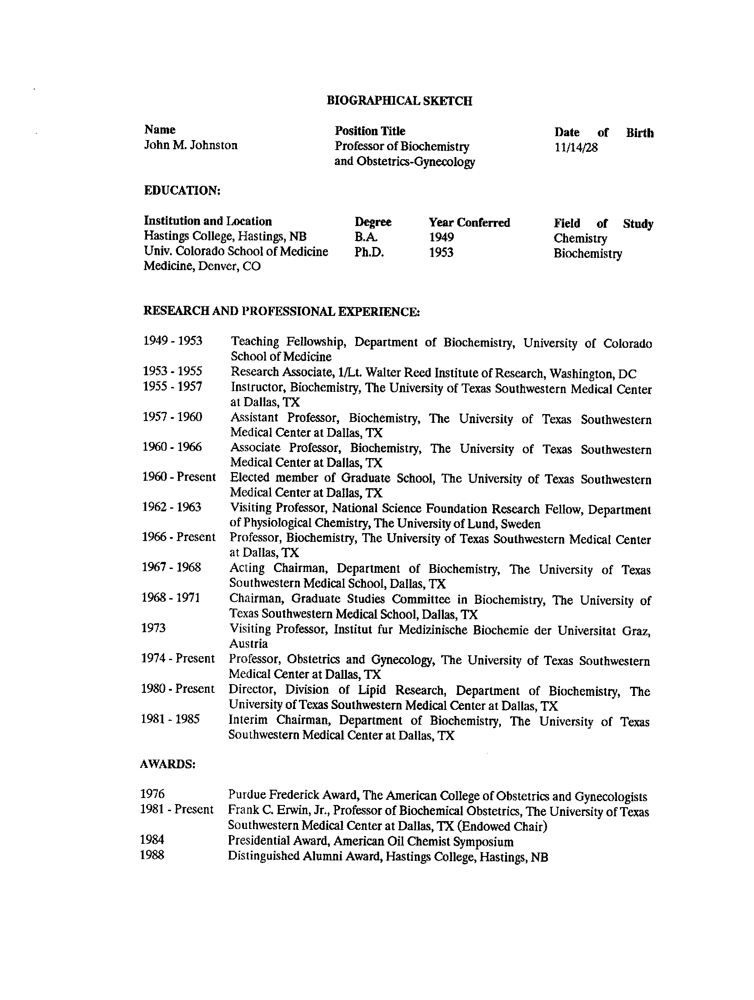 BIOGRAPHICAL SKETCH
Name Position Title Date of Birth
John M. Johnston Professor of Biochemistry 11/14/28
and Obstetrics-Gynecology
EDUCATION:
Institution and Location Degree Year Conferred Field of Study
Hastings College, Hastings, NB B.A. 1949 Chemistry
Univ. Colorado School of Medicine Ph.D. 1953 Biochemistry
Medicine, Denver, CO
RESEARCH AND PROFESSIONAL EXPERIENCE:
1949 - 1953 Teaching Fellowship, Department of Biochemistry, University of Colorado
School of Medicine
1953 - 1955 Research Associate, 1/Lt. Walter Reed Institute of Research, Washington, DC
1955 - 1957 Instructor, Biochemistry, The University of Texas Southwestern Medical Center
at Dallas, TX
1957 - 1960 Assistant Professor, Biochemistry, The University of Texas Southwestern
Medical Center at Dallas, TX
1960 - 1966 Associate Professor, Biochemistry, The University of Texas Southwestern
Medical Center at Dallas, TX
1960 - Present Elected member of Graduate School, The University of Texas Southwestern
Medical Center at Dallas, TX
1962 - 1963 Visiting Professor, National Science Foundation Research Fellow, Department
of Physiological Chemistry, The University of Lund, Sweden
1966 - Present Professor, Biochemistry, The University of Texas Southwestern Medical Center
at Dallas, TX
1967 - 1968 Acting Chairman, Department of Biochemistry, The University of Texas
Southwestern Medical School, Dallas, TX
1968 - 1971 Chairman, Graduate Studies Committee in Biochemistry, The University of
Texas Southwestern Medical School, Dallas, TX
1973 Visiting Professor, Institut fur Medizinische Biochemie der Universitat Graz,
Austria
1974 - Present Professor, Obstetrics and Gynecology, The University of Texas Southwestern
Medical Center at Dallas, TX
1980 - Present Director, Division of Lipid Research, Department of Biochemistry, The
University of Texas Southwestern Medical Center at Dallas, TX
1981 - 1985 Interim Chairman, Department of Biochemistry, The University of Texas
Southwestern Medical Center at Dallas, TX
AWARDS:
1976 Purdue Frederick Award, The American College of Obstetrics and Gynecologists
1981 - Present Frank C. Erwin, Jr., Professor of Biochemical Obstetrics, The University of Texas
Southwestern Medical Center at Dallas, TX (Endowed Chair)
1984 Presidential Award, American Oil Chemist Symposium
1988 Distinguished Alumni Award, Hastings College, Hastings, NB